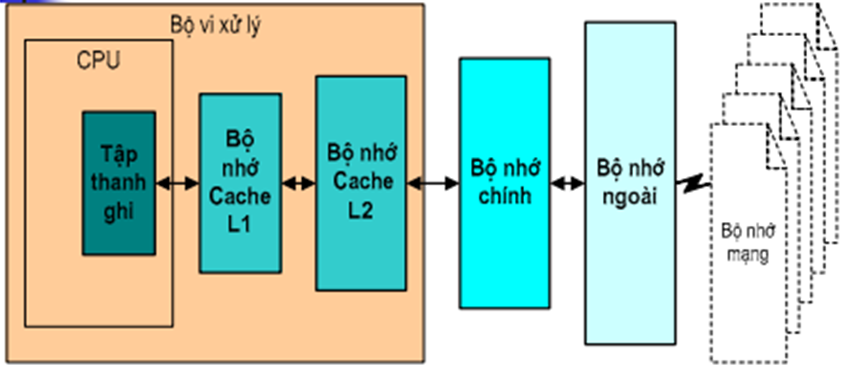 Bộ vi xử lý
CPU
Tập
thanh
ghi
Bộ
nhớ
Cache
L1
Bộ nhớ
Cache
L2
Bộ nhớ
chính
Bộ nhớ
ngoài
Bộ nhớ
mạng